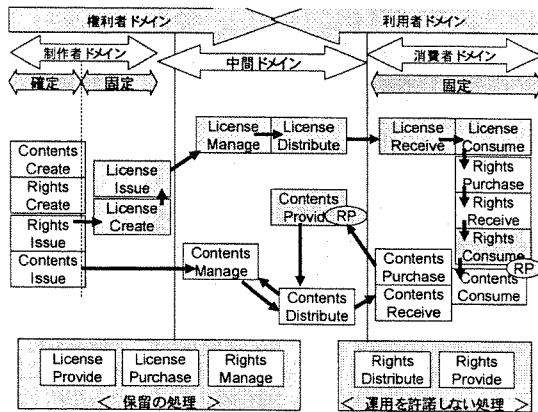 権利者ドメイン
利用者ドメイン
制作者ドメイン
中間ドメイン
消費者ドメイン
確定
固定
固定
License
Manage
License
Distribute
License
Receive
License
Consume
Contents
Create
Rights
Create
Rights
Issue
Contents
Issue
License
Issue
License
Create
Rights
Purchase
Rights
Receive
Rights
Consume
RP
Contents
Consume
Contents
Provid
RP
Contents
Manage
Contents
Distribute
Contents
Purchase
Contents
Receive
License
Provide
License
Purchase
Rights
Manage
保留の処理
Rights
Distribute
Rights
Provide
運用を許諾しない処理